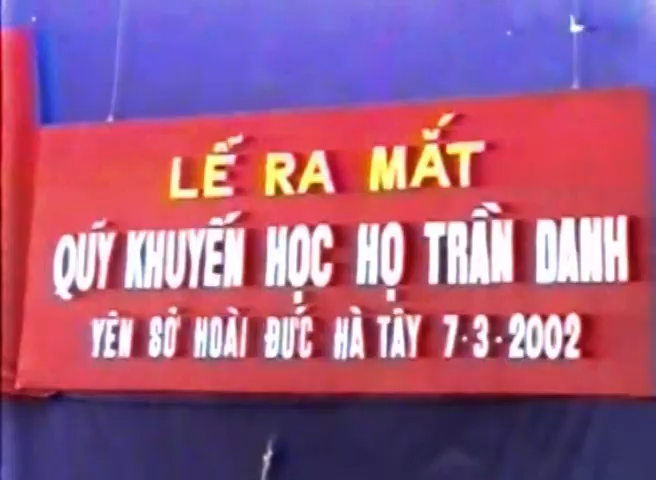 LỄ RA MẮT
QUỸ KHUYẾN HỌC HỌ TRẦN DANH
YÊN SỞ HOÀI ĐỨC HÀ TÂY 7-3-2002